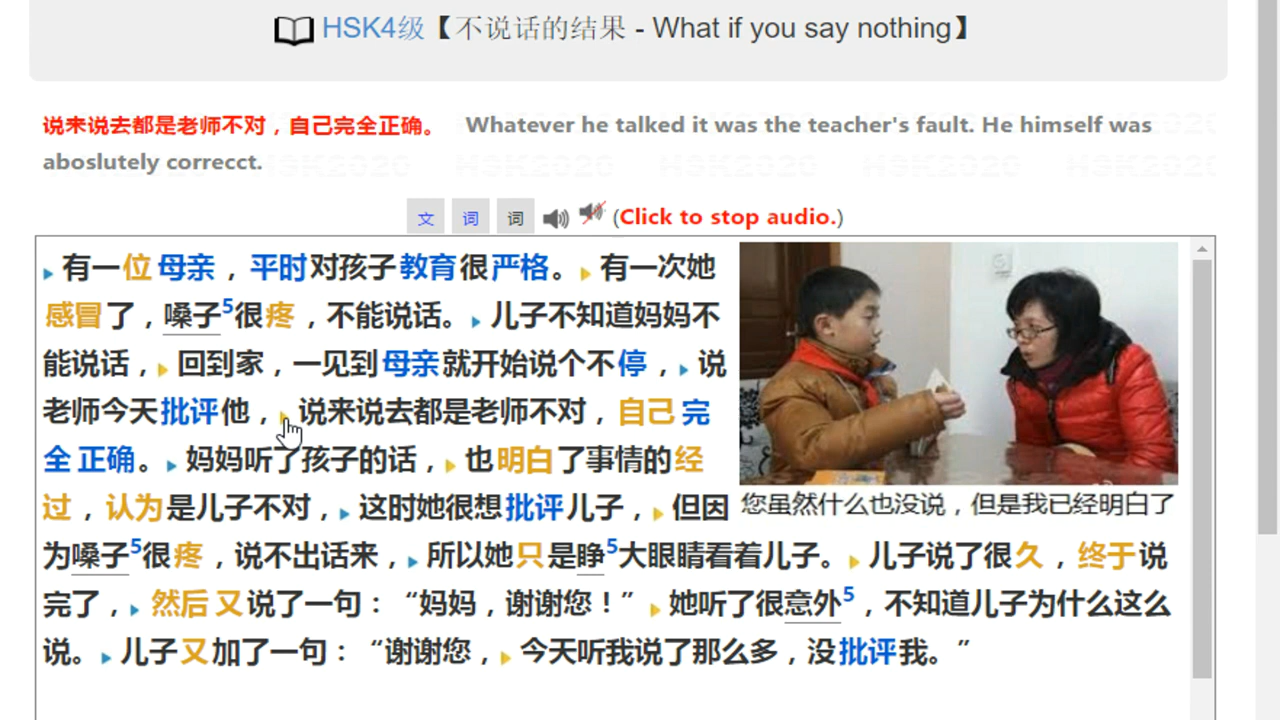 HSK4级【不说话的结果 - What if you say nothing】
说来说去都是老师不对，自己完全正确。 Whatever he talked it was the teacher's fault. He himself was
aboslutely correcct.
文 词 词 (Click to stop audio.)
有一位母亲，平时对孩子教育很严格。有一次她
感冒了，嗓子5很疼，不能说话。儿子不知道妈妈不
能说话，回到家，一见到母亲就开始说个不停，说
老师今天批评他，说来说去都是老师不对，自己完
全正确。妈妈听了孩子的话，也明白了事情的经
过，认为是儿子不对，这时她很想批评儿子，但因
您虽然什么也没说，但是我已经明白了
为嗓子5很疼，说不出话来，所以她只是睁5大眼睛看着儿子。儿子说了很久，终于说
完了，然后又说了一句：“妈妈，谢谢您！”她听了很意外5，不知道儿子为什么这么
说。儿子又加了一句：“谢谢您，今天听我说了那么多，没批评我。”